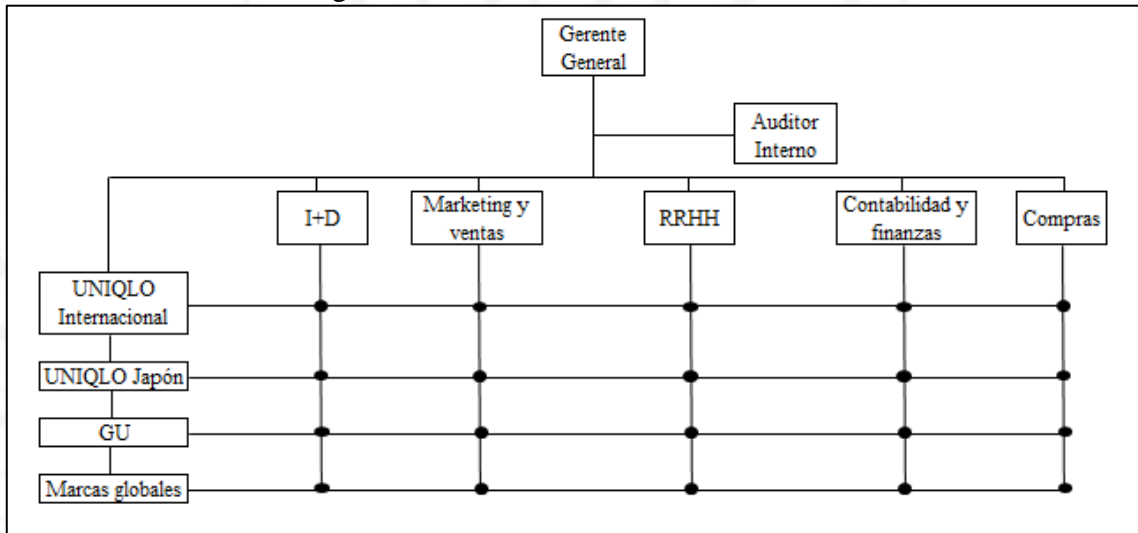 Gerente
General
Auditor
Interno
I+D
Marketing y
ventas
RRHH
Contabilidad y
finanzas
Compras
UNIQLO
Internacional
UNIQLO Japón
GU
Marcas globales